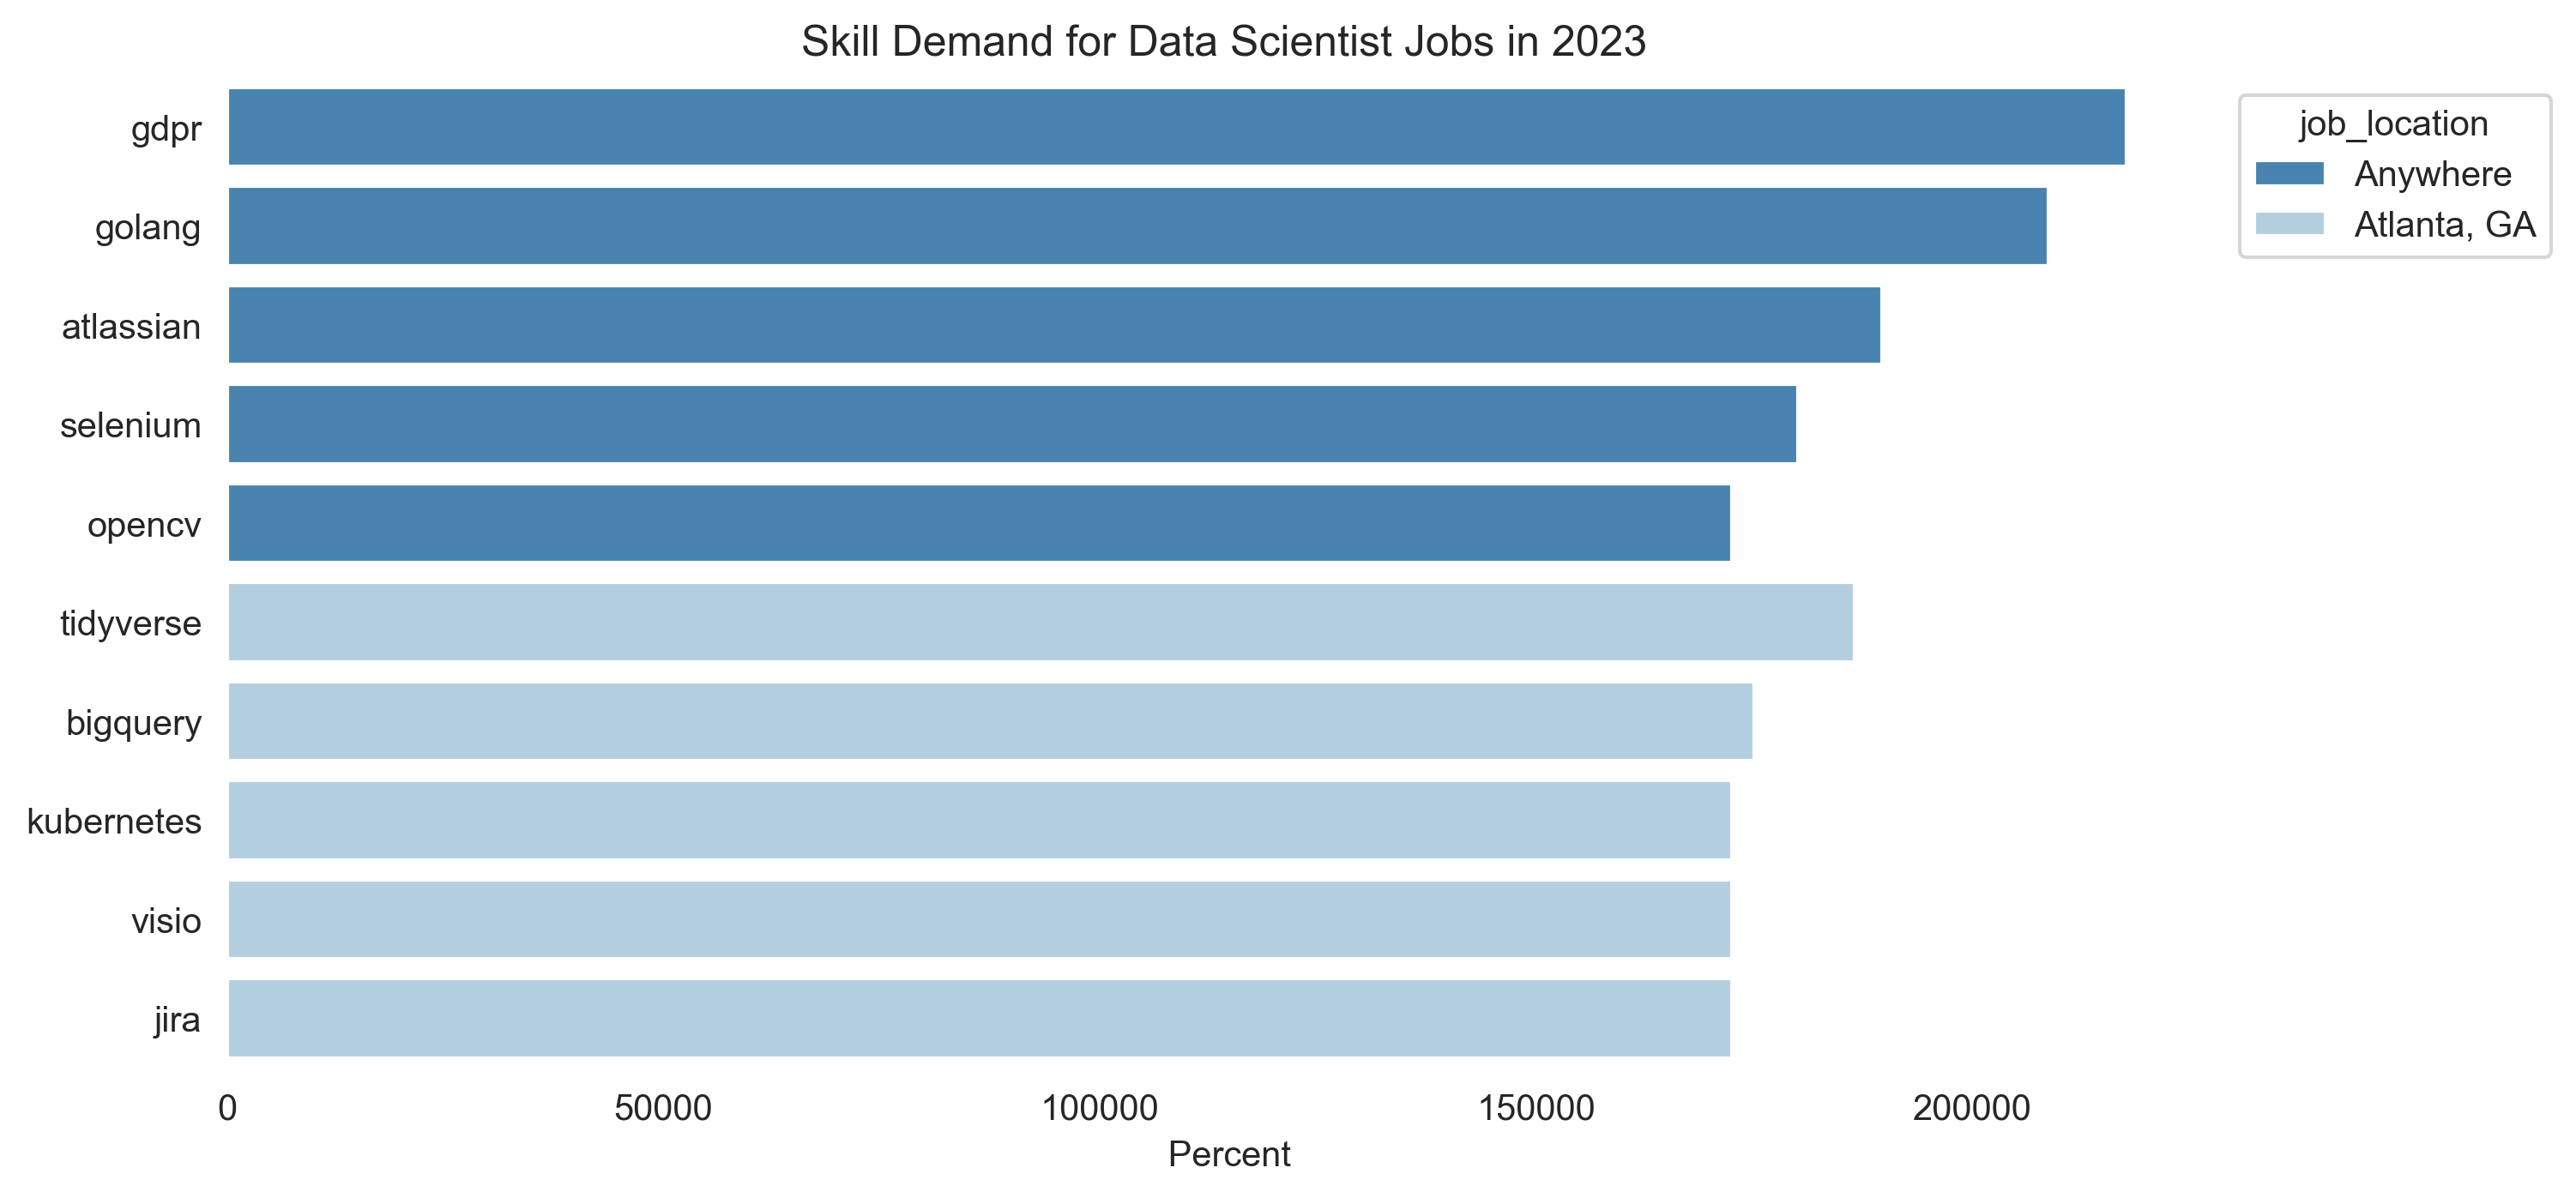 Skill Demand for Data Scientist Jobs in 2023
gdpr
golang
atlassian
selenium
opencv
tidyverse
bigquery
kubernetes
visio
jira
0 50000 100000 150000 200000
Percent
job_location
Anywhere
Atlanta, GA